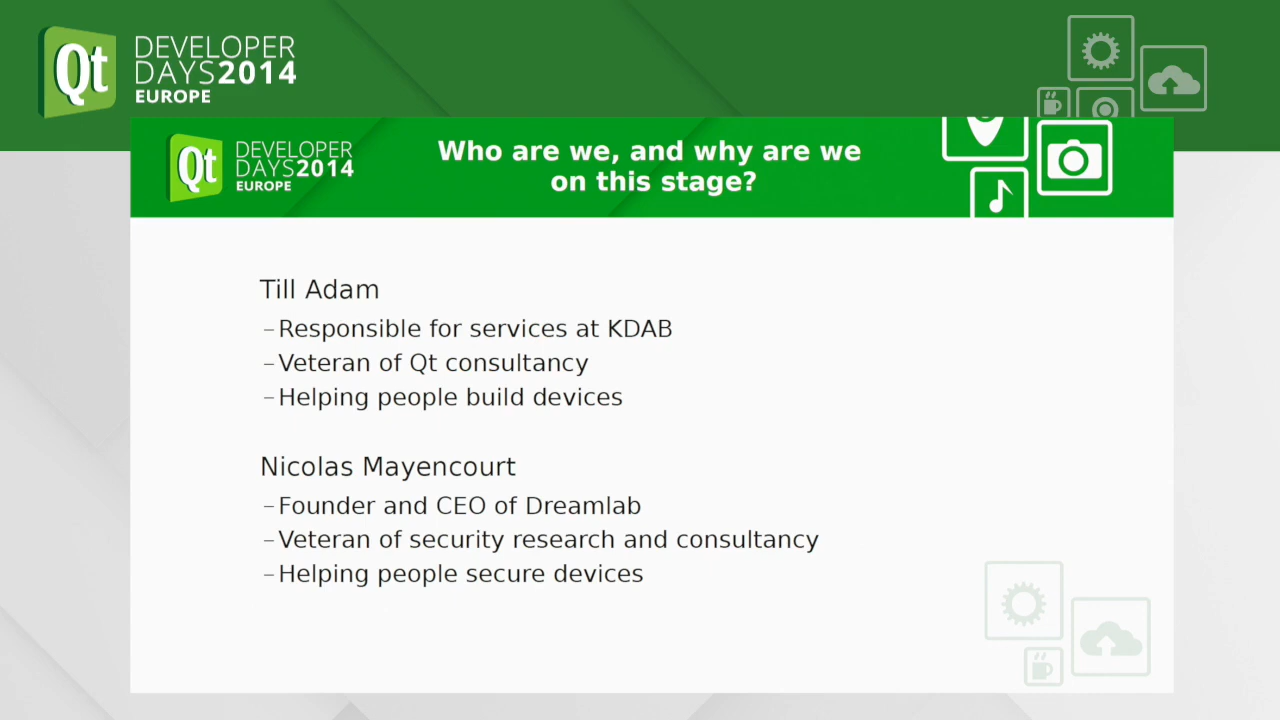 Qt
DEVELOPER
DAYS2014
EUROPE
Qt
DEVELOPER
DAYS2014
EUROPE
Who are we, and why are we
on this stage?
Till Adam
–Responsible for services at KDAB
–Veteran of Qt consultancy
–Helping people build devices
Nicolas Mayencourt
–Founder and CEO of Dreamlab
–Veteran of security research and consultancy
–Helping people secure devices